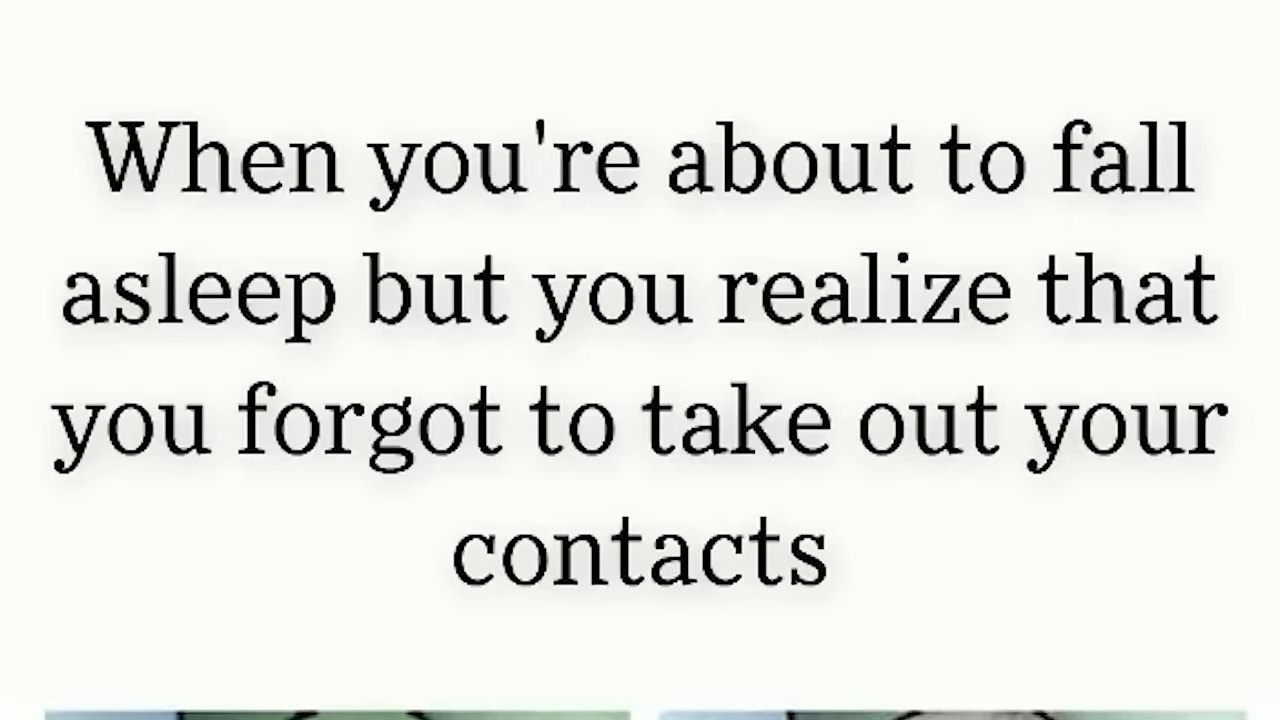 When you're about to fall
asleep but you realize that
you forgot to take out your
contacts